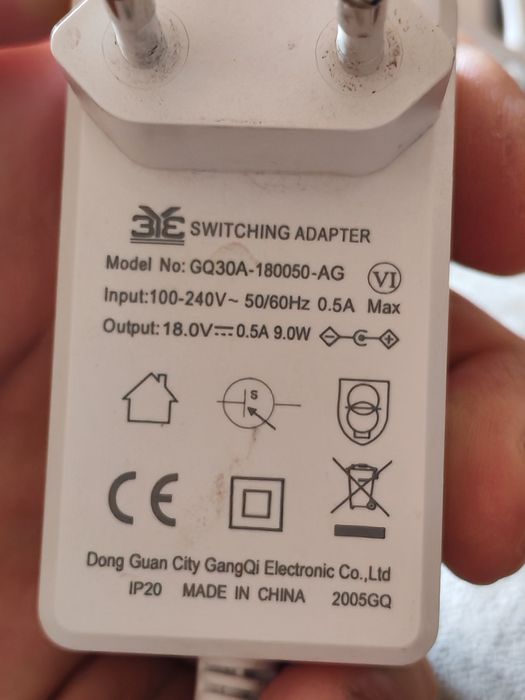 SWITCHING ADAPTER
Model No: GQ30A-180050-AG
VI
Input:100-240V~ 50/60Hz 0.5A Max
Output:18.0V⎓0.5A 9.0W
S
CE
Dong Guan City GangQi Electronic Co.,Ltd
IP20 MADE IN CHINA 2005GQ